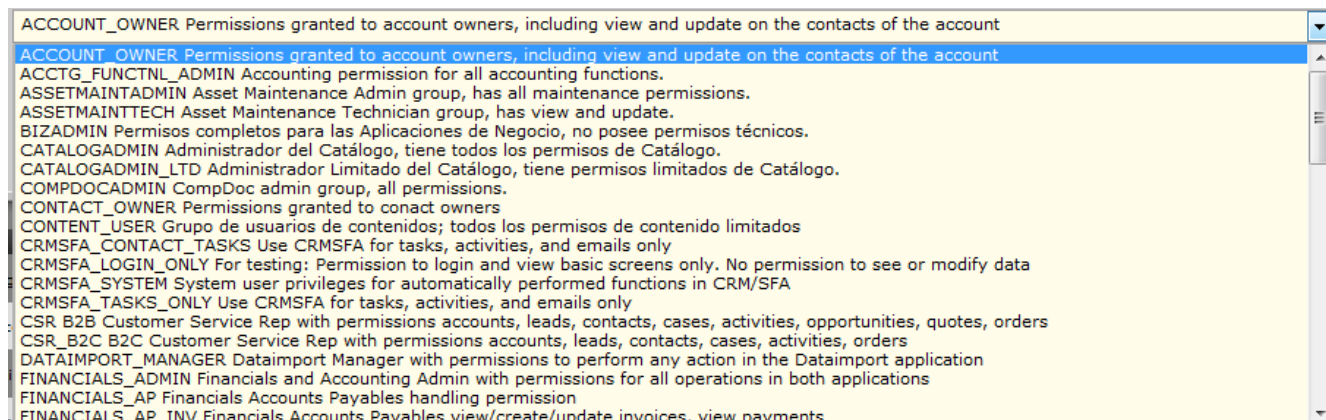 ACCOUNT_OWNER Permissions granted to account owners, including view and update on the contacts of the account
ACCOUNT_OWNER Permissions granted to account owners, including view and update on the contacts of the account
ACCTG_FUNCTNL_ADMIN Accounting permission for all accounting functions.
ASSETMAINTADMIN Asset Maintenance Admin group, has all maintenance permissions.
ASSETMAINTTECH Asset Maintenance Technician group, has view and update.
BIZADMIN Permisos completos para las Aplicaciones de Negocio, no posee permisos técnicos.
CATALOGADMIN Administrador del Catálogo, tiene todos los permisos de Catálogo.
CATALOGADMIN_LTD Administrador Limitado del Catálogo, tiene permisos limitados de Catálogo.
COMPDOCADMIN CompDoc admin group, all permissions.
CONTACT_OWNER Permissions granted to conact owners
CONTENT_USER Grupo de usuarios de contenidos; todos los permisos de contenido limitados
CRMSFA_CONTACT_TASKS Use CRMSFA for tasks, activities, and emails only
CRMSFA_LOGIN_ONLY For testing: Permission to login and view basic screens only. No permission to see or modify data
CRMSFA_SYSTEM System user privileges for automatically performed functions in CRM/SFA
CRMSFA_TASKS_ONLY Use CRMSFA for tasks, activities, and emails only
CSR B2B Customer Service Rep with permissions accounts, leads, contacts, cases, activities, opportunities, quotes, orders
CSR_B2C B2C Customer Service Rep with permissions accounts, leads, contacts, cases, activities, orders
DATAIMPORT_MANAGER Dataimport Manager with permissions to perform any action in the Dataimport application
FINANCIALS_ADMIN Financials and Accounting Admin with permissions for all operations in both applications
FINANCIALS_AP Financials Accounts Payables handling permission
FINANCIALS_AP_INV Financials Accounts Payables view/create/update invoices, view payments